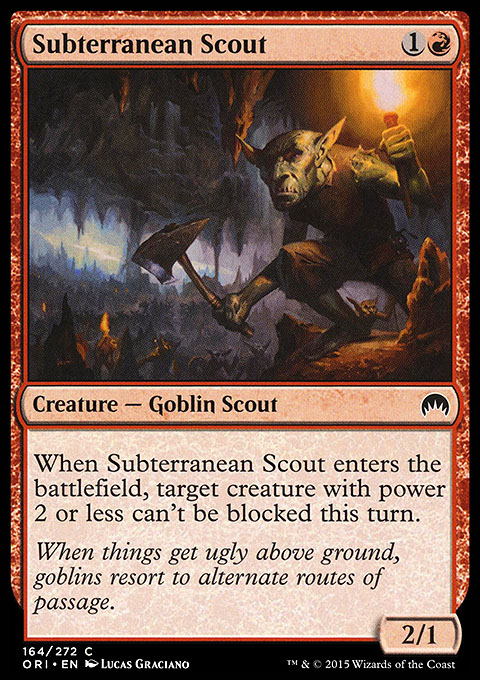 Subterranean Scout 1
Creature — Goblin Scout
When Subterranean Scout enters the
battlefield, target creature with power
2 or less can't be blocked this turn.
When things get ugly above ground,
goblins resort to alternate routes of
passage.
2/1
164/272 C
ORI • EN Lucas Graciano
™ & © 2015 Wizards of the Coast